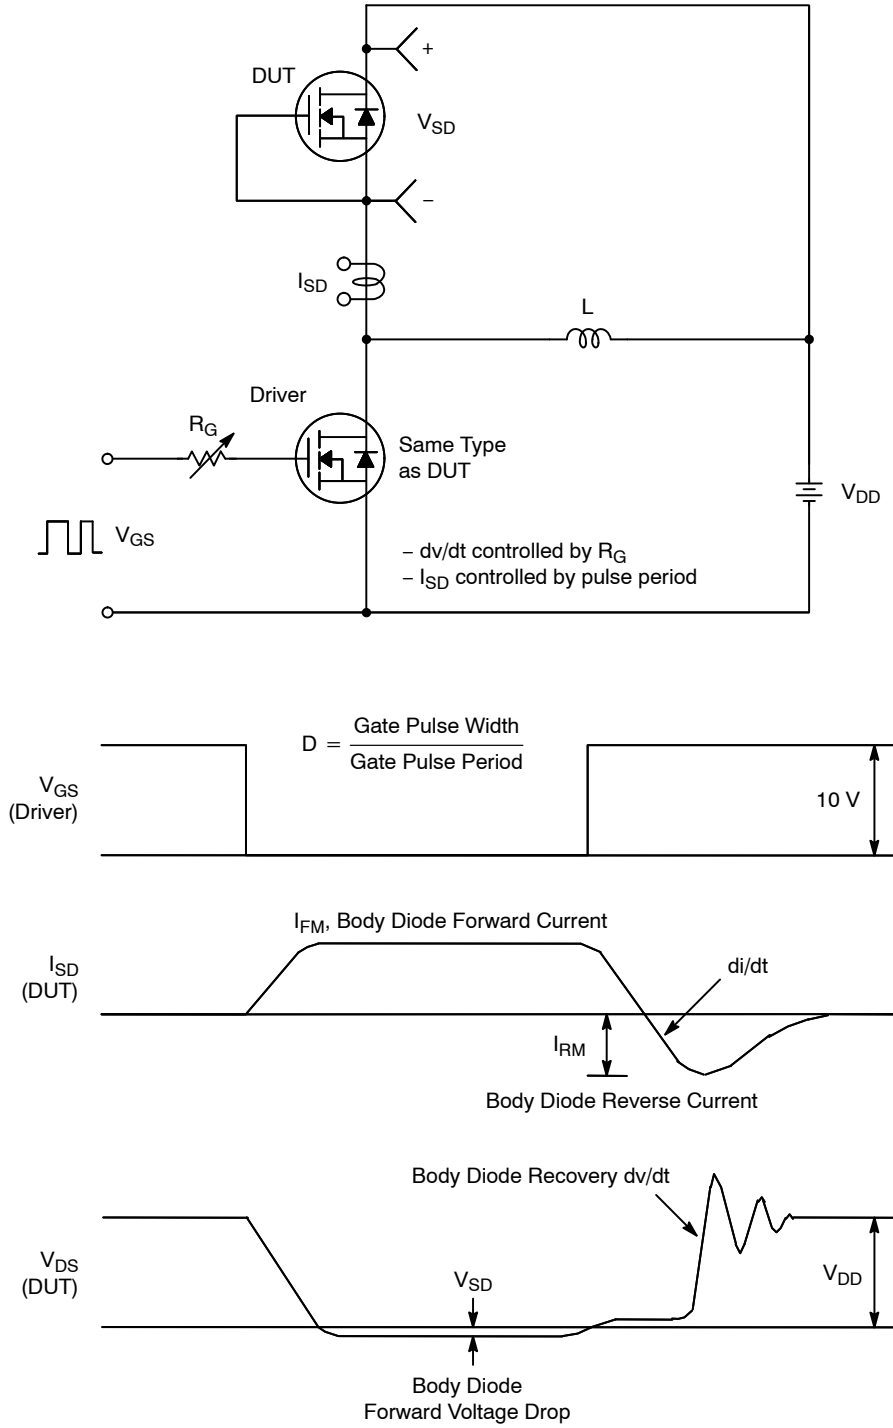 +
DUT
V_SD
−
I_SD
L
Driver
R_G
Same Type
as DUT
V_DD
V_GS
– dv/dt controlled by R_G
– I_SD controlled by pulse period
D = Gate Pulse Width
Gate Pulse Period
V_GS
(Driver)
10 V
I_FM, Body Diode Forward Current
I_SD
(DUT)
di/dt
I_RM
Body Diode Reverse Current
Body Diode Recovery dv/dt
V_DS
(DUT)
V_SD
V_DD
Body Diode
Forward Voltage Drop